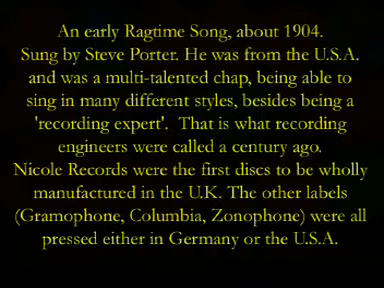 An early Ragtime Song, about 1904.
Sung by Steve Porter. He was from the U.S.A.
and was a multi-talented chap, being able to
sing in many different styles, besides being a
'recording expert'.  That is what recording
engineers were called a century ago.
Nicole Records were the first discs to be wholly
manufactured in the U.K. The other labels
(Gramophone, Columbia, Zonophone) were all
pressed either in Germany or the U.S.A.